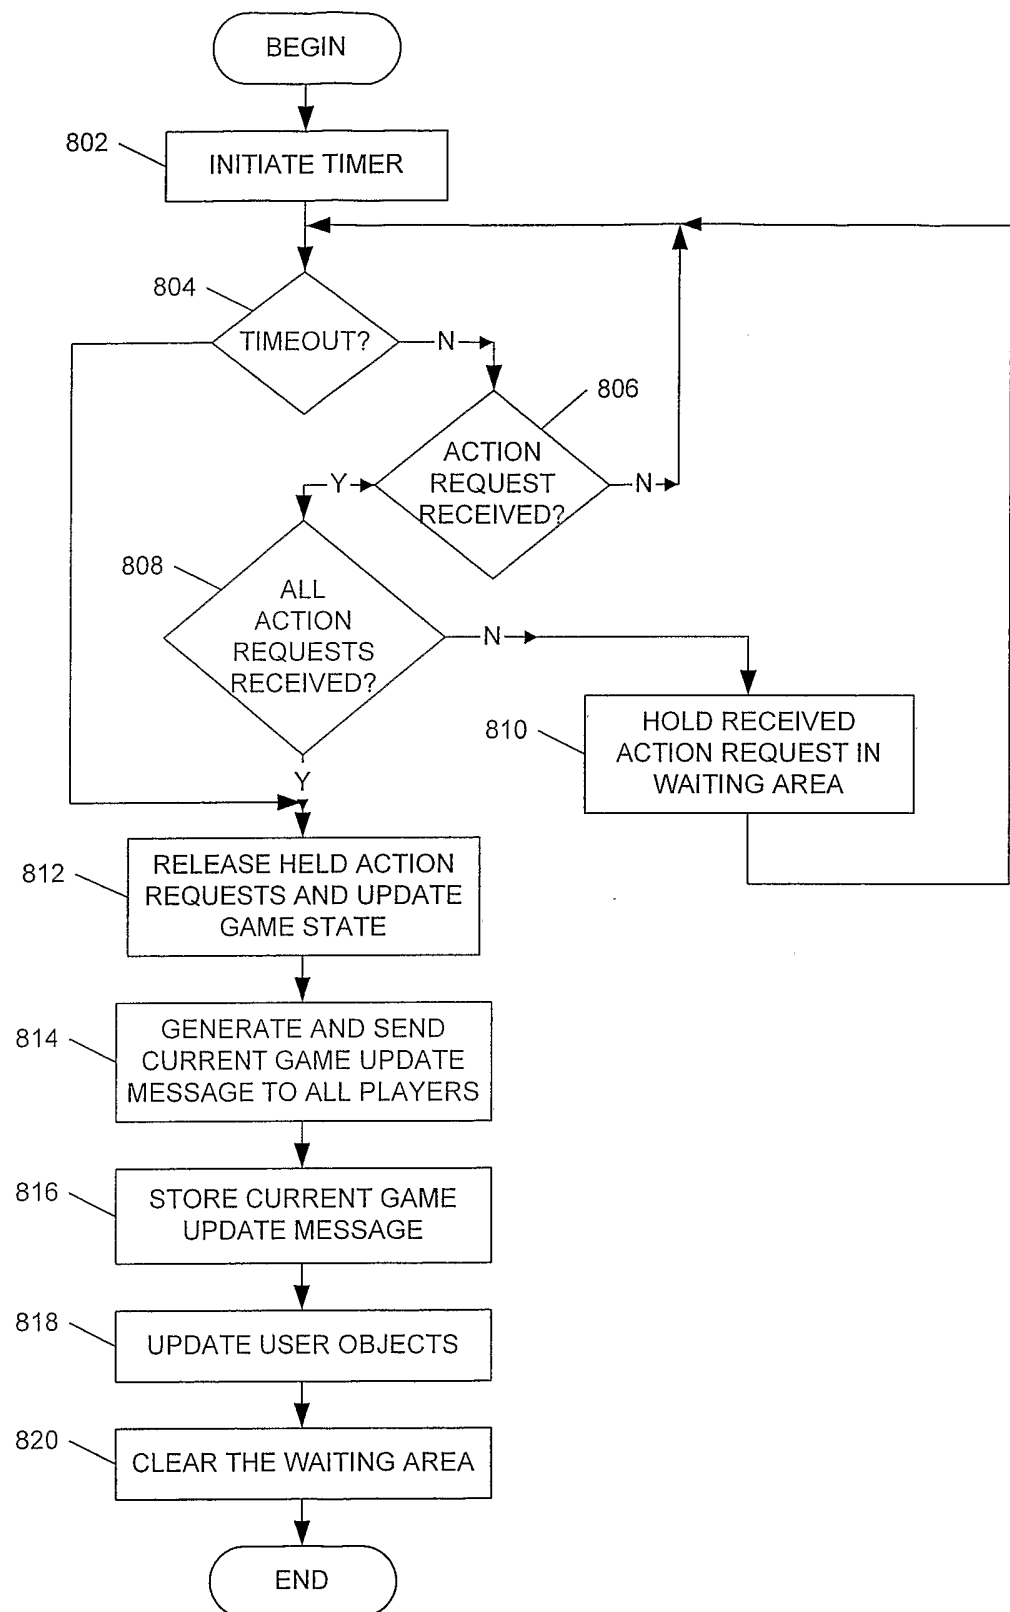 BEGIN
802
INITIATE TIMER
804
TIMEOUT?
N
806
ACTION
REQUEST
RECEIVED?
Y
N
808
ALL
ACTION
REQUESTS
RECEIVED?
N
Y
810
HOLD RECEIVED
ACTION REQUEST IN
WAITING AREA
812
RELEASE HELD ACTION
REQUESTS AND UPDATE
GAME STATE
814
GENERATE AND SEND
CURRENT GAME UPDATE
MESSAGE TO ALL PLAYERS
816
STORE CURRENT GAME
UPDATE MESSAGE
818
UPDATE USER OBJECTS
820
CLEAR THE WAITING AREA
END